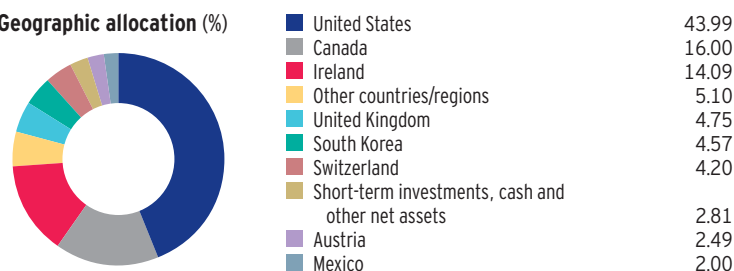 Geographic allocation (%)
United States 43.99
Canada 16.00
Ireland 14.09
Other countries/regions 5.10
United Kingdom 4.75
South Korea 4.57
Switzerland 4.20
Short-term investments, cash and
other net assets 2.81
Austria 2.49
Mexico 2.00